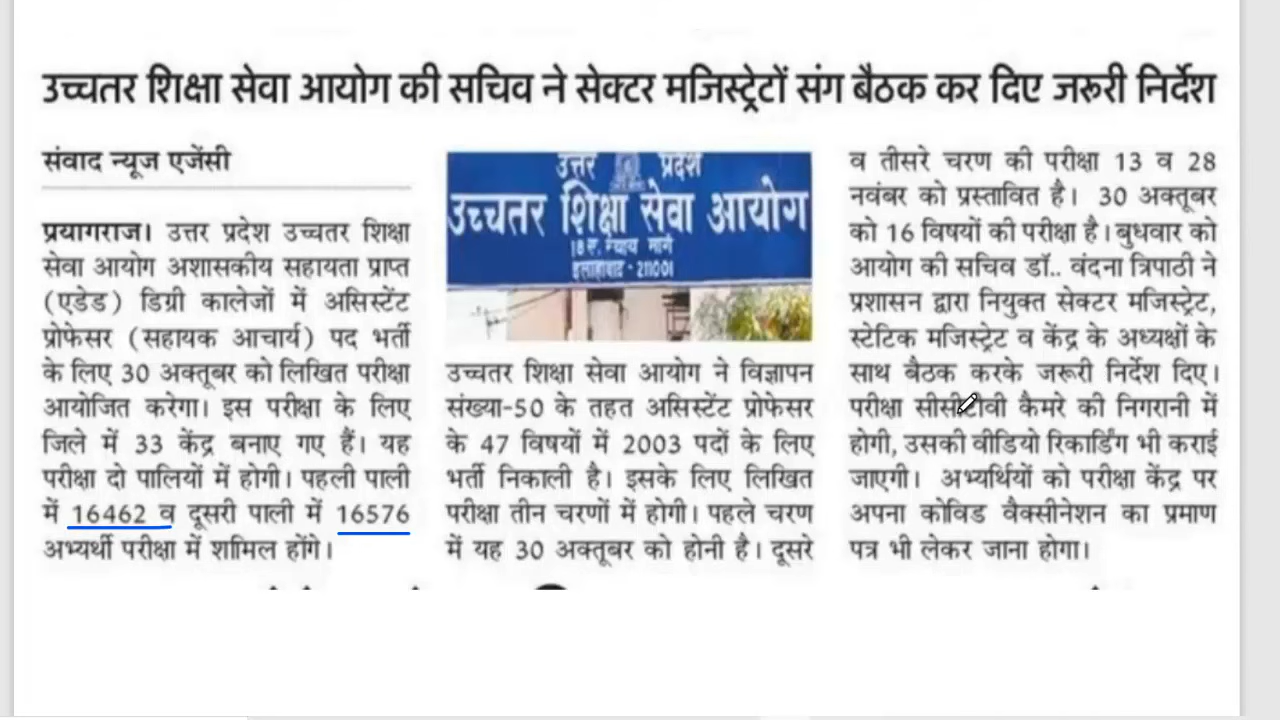 उच्चतर शिक्षा सेवा आयोग की सचिव ने सेक्टर मजिस्ट्रेटों संग बैठक कर दिए जरूरी निर्देश
संवाद न्यूज एजेंसी
प्रयागराज। उत्तर प्रदेश उच्चतर शिक्षा
सेवा आयोग अशासकीय सहायता प्राप्त
(एडेड) डिग्री कालेजों में असिस्टेंट
प्रोफेसर (सहायक आचार्य) पद भर्ती
के लिए 30 अक्तूबर को लिखित परीक्षा
आयोजित करेगा। इस परीक्षा के लिए
जिले में 33 केंद्र बनाए गए हैं। यह
परीक्षा दो पालियों में होगी। पहली पाली
में 16462 व दूसरी पाली में 16576
अभ्यर्थी परीक्षा में शामिल होंगे।
उत्तर प्रदेश
उच्चतर शिक्षा सेवा आयोग
18 ए. न्याय मार्ग
इलाहाबाद - 211001
उच्चतर शिक्षा सेवा आयोग ने विज्ञापन
संख्या-50 के तहत असिस्टेंट प्रोफेसर
के 47 विषयों में 2003 पदों के लिए
भर्ती निकाली है। इसके लिए लिखित
परीक्षा तीन चरणों में होगी। पहले चरण
में यह 30 अक्तूबर को होनी है। दूसरे
व तीसरे चरण की परीक्षा 13 व 28
नवंबर को प्रस्तावित है। 30 अक्तूबर
को 16 विषयों की परीक्षा है। बुधवार को
आयोग की सचिव डॉ.. वंदना त्रिपाठी ने
प्रशासन द्वारा नियुक्त सेक्टर मजिस्ट्रेट,
स्टेटिक मजिस्ट्रेट व केंद्र के अध्यक्षों के
साथ बैठक करके जरूरी निर्देश दिए।
परीक्षा सीसीटीवी कैमरे की निगरानी में
होगी, उसकी वीडियो रिकार्डिंग भी कराई
जाएगी। अभ्यर्थियों को परीक्षा केंद्र पर
अपना कोविड वैक्सीनेशन का प्रमाण
पत्र भी लेकर जाना होगा।